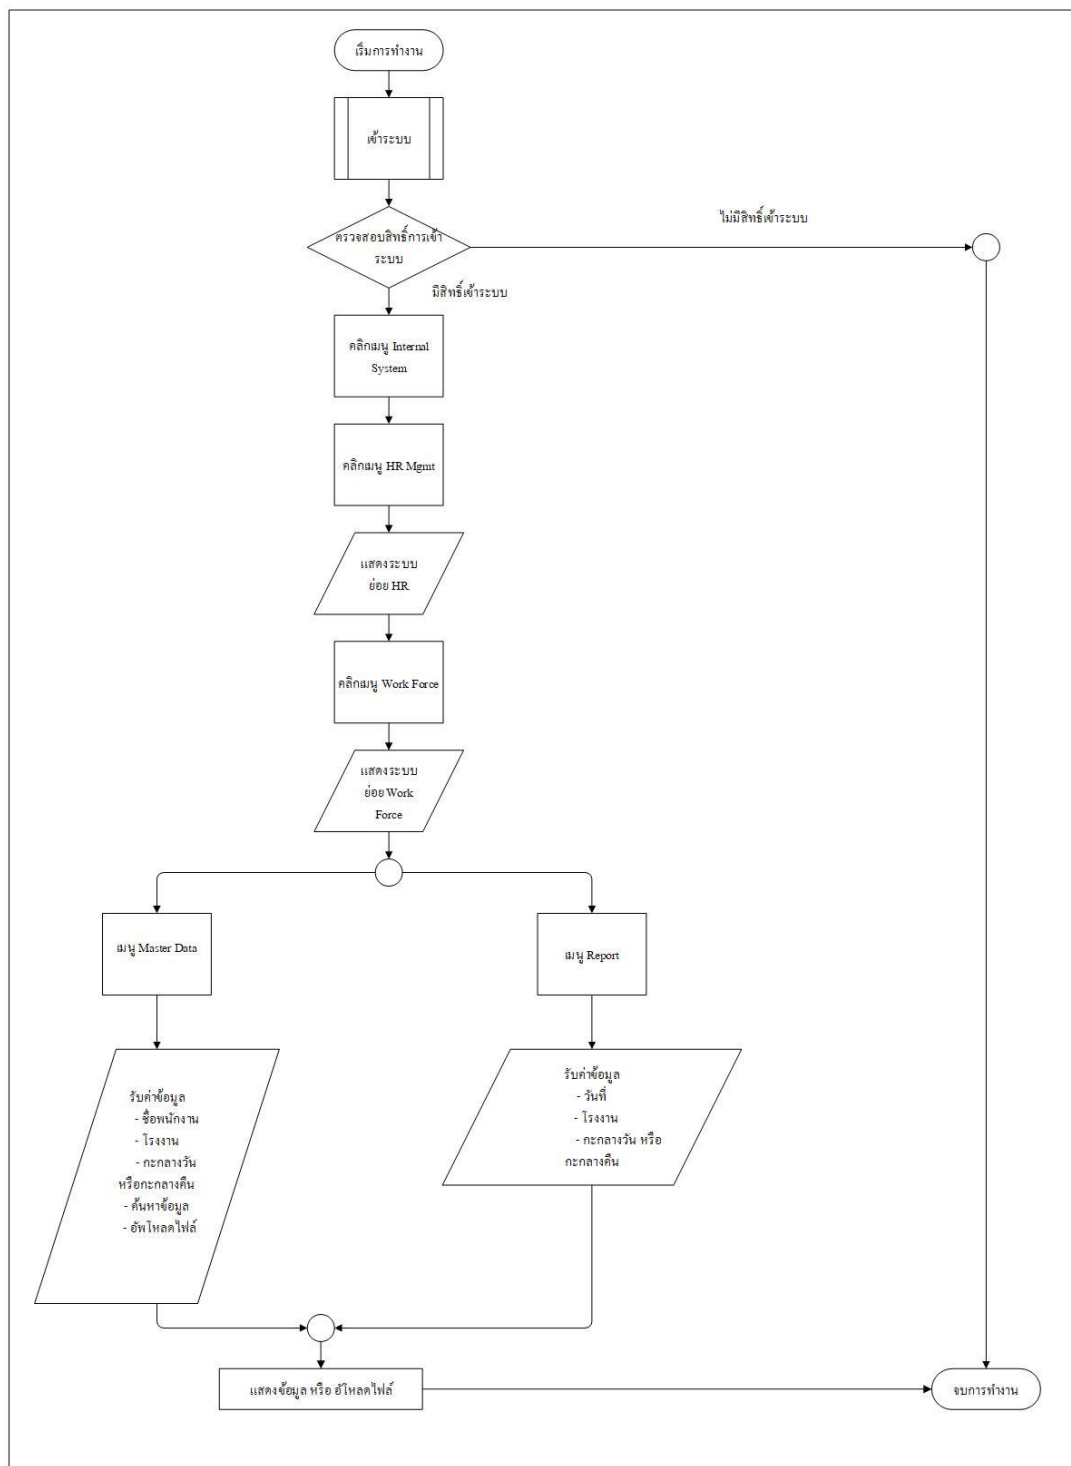 เริ่มการทำงาน
เข้าระบบ
ไม่มีสิทธิ์เข้าระบบ
ตรวจสอบสิทธิ์การเข้า
ระบบ
มีสิทธิ์เข้าระบบ
คลิกเมนู Internal
System
คลิกเมนู HR Mgmt
แสดงระบบ
ย่อย HR
คลิกเมนู Work Force
แสดงระบบ
ย่อย Work
Force
เมนู Master Data
เมนู Report
รับค่าข้อมูล
- ชื่อพนักงาน
- โรงงาน
- กะกลางวัน
หรือกะกลางคืน
- ค้นหาข้อมูล
- อัพโหลดไฟล์
รับค่าข้อมูล
- วันที่
- โรงงาน
- กะกลางวัน หรือ
กะกลางคืน
แสดงข้อมูล หรือ อัโหลดไฟล์
จบการทำงาน